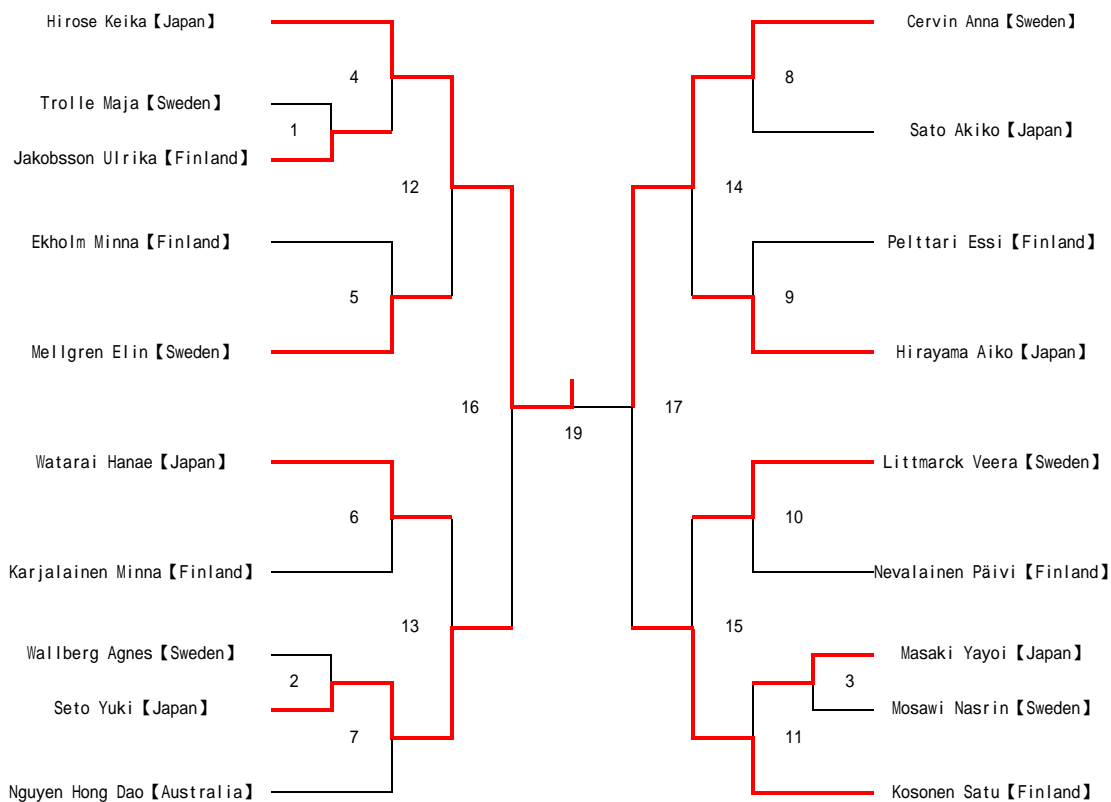 Hirose Keika【Japan】
Cervin Anna【Sweden】
4
8
Trolle Maja【Sweden】
1
Sato Akiko【Japan】
Jakobsson Ulrika【Finland】
12
14
Ekholm Minna【Finland】
Pelttari Essi【Finland】
5
9
Mellgren Elin【Sweden】
Hirayama Aiko【Japan】
16
17
19
Watarai Hanae【Japan】
Littmarck Veera【Sweden】
6
10
Karjalainen Minna【Finland】
Nevalainen Päivi【Finland】
13
15
Wallberg Agnes【Sweden】
Masaki Yayoi【Japan】
2
3
Seto Yuki【Japan】
Mosawi Nasrin【Sweden】
7
11
Nguyen Hong Dao【Australia】
Kosonen Satu【Finland】